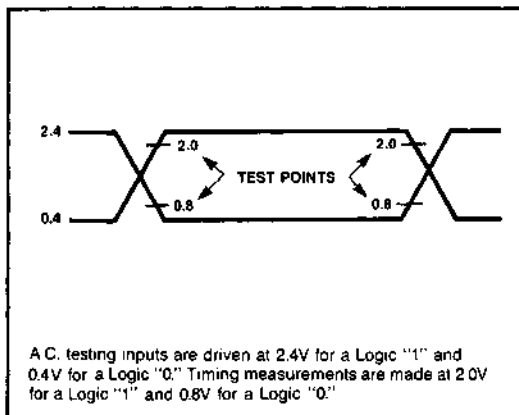 2.4
2.0
2.0
TEST POINTS
0.8
0.8
0.4
A C. testing inputs are driven at 2.4V for a Logic "1" and
0.4V for a Logic "0." Timing measurements are made at 2 0V
for a Logic "1" and 0.8V for a Logic "0."